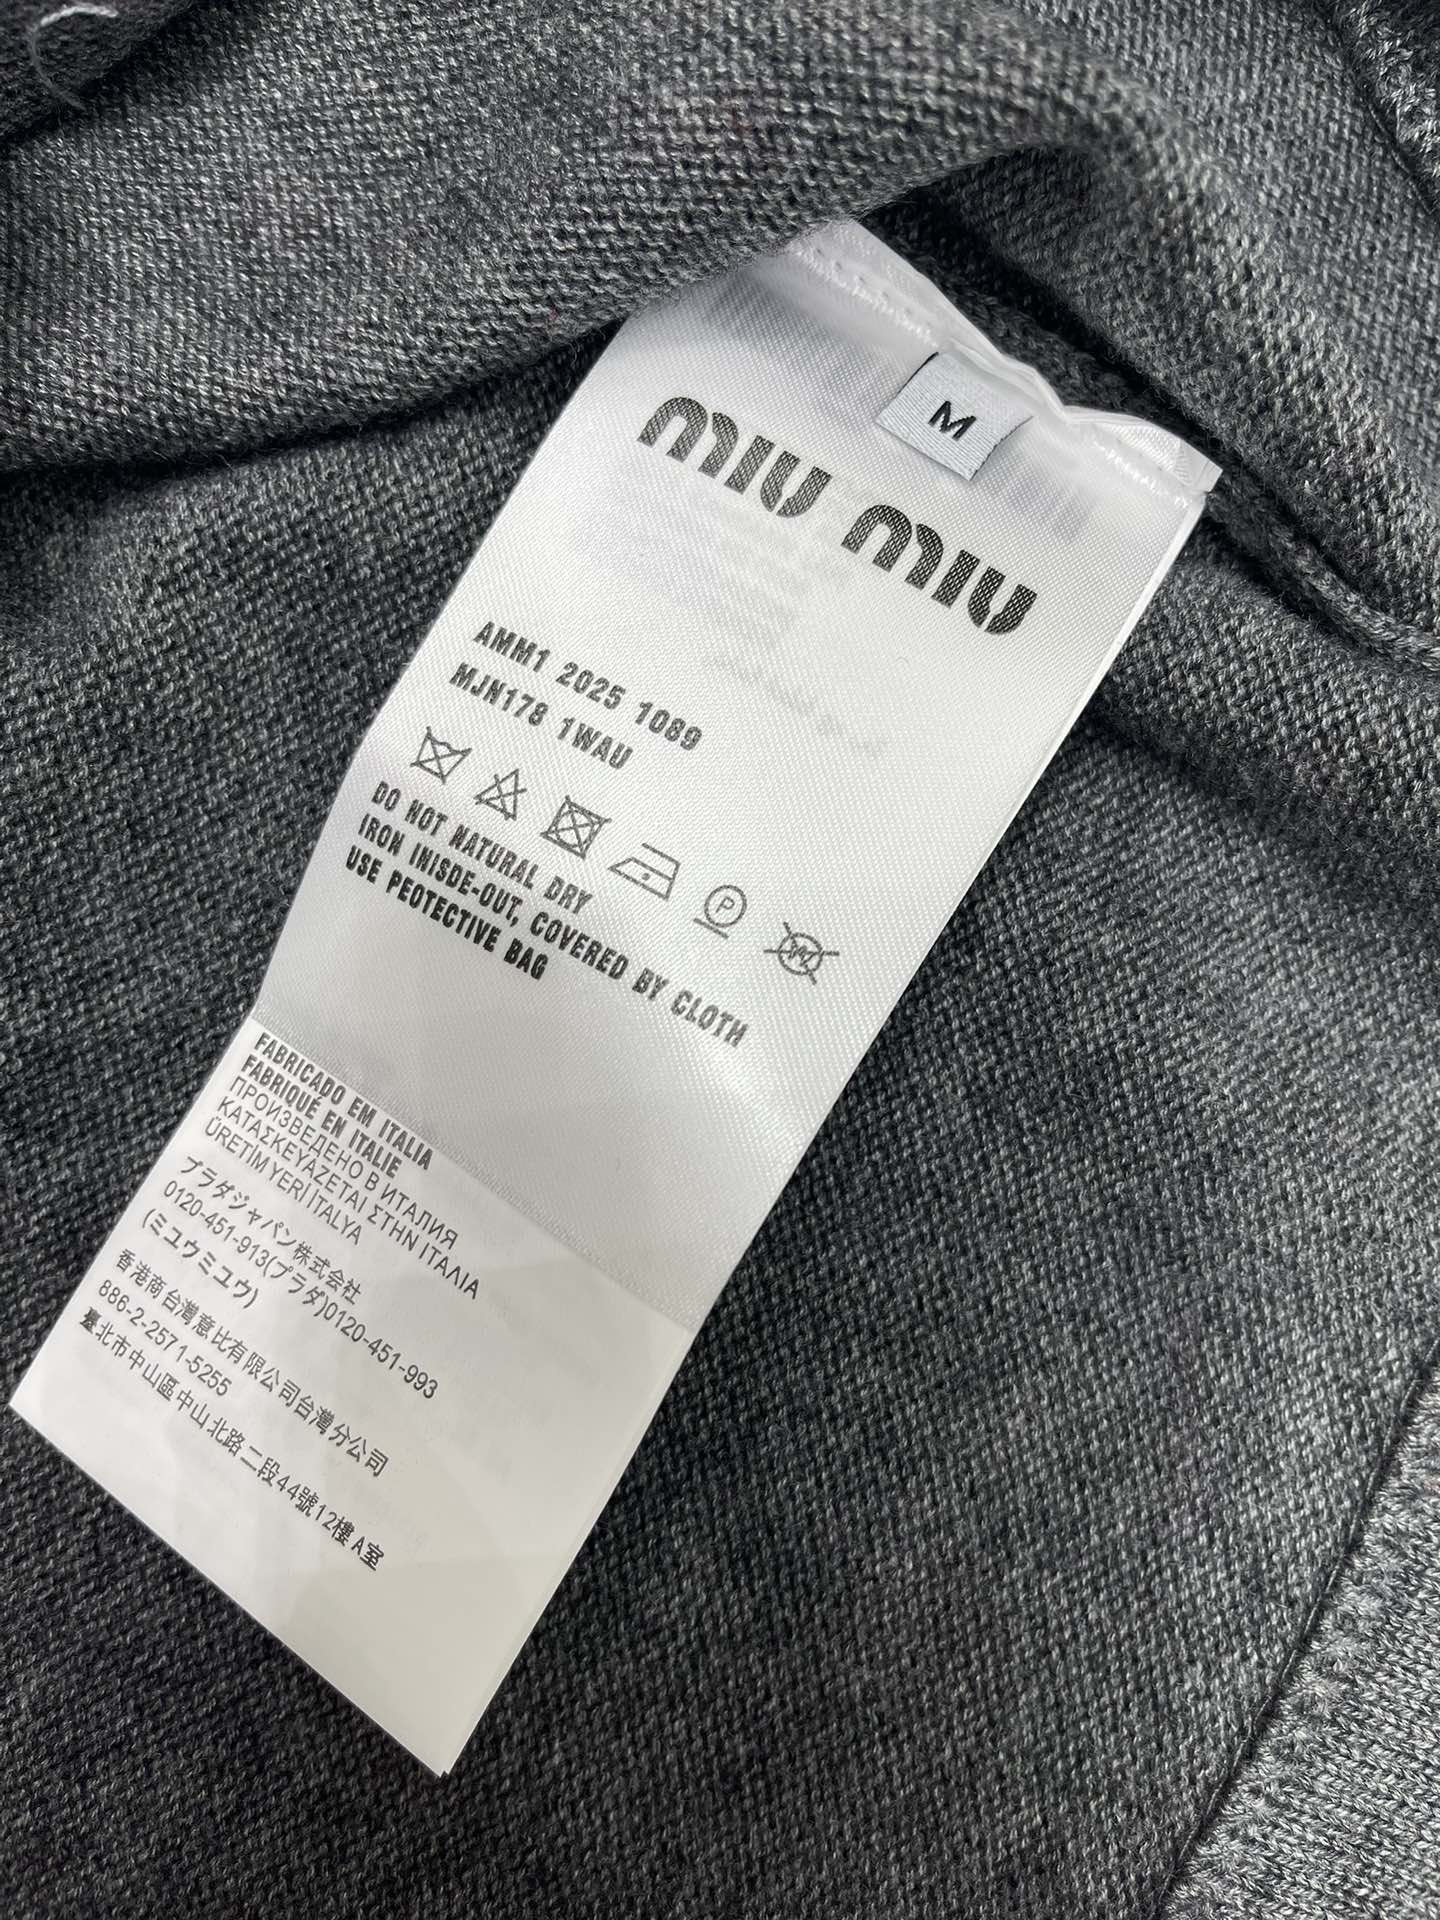 M
MIU MIU
AMM1 2025 1089
MJN178 1WAU
P
W
DO NOT NATURAL DRY
IRON INISDE-OUT, COVERED BY CLOTH
USE PEOTECTIVE BAG
FABRICADO EM ITALIA
FABRIQUÉ EN ITALIE
ПРОИЗВЕДЕНО В ИТАЛИЯ
ΚΑΤΑΣΚΕΥΑΖΕΤΑΙ ΣΤΗΝ ΙΤΑΛΙΑ
ÜRETİM YERİ İTALYA
プラダジャパン株式会社
0120-451-913(プラダ)0120-451-993
(ミユウミユウ)
香港商台灣意比有限公司台灣分公司
886-2-2571-5255
臺北市中山區中山北路二段44號12樓A室